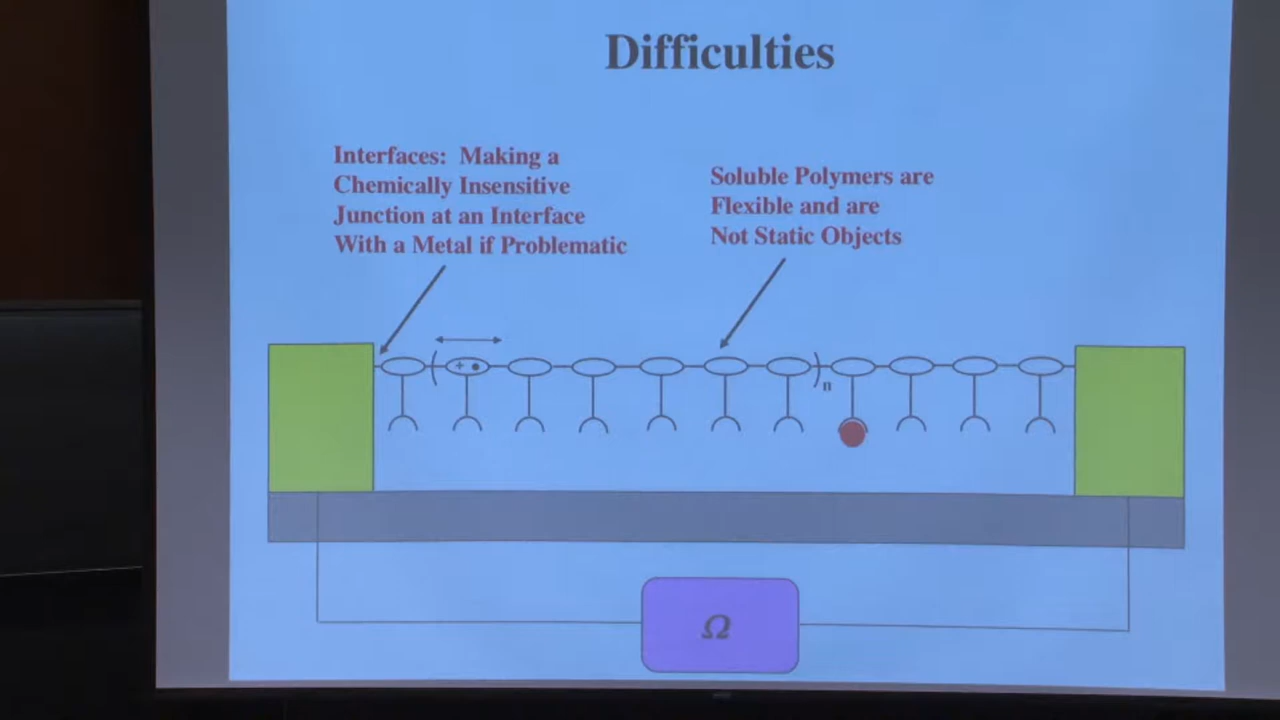 Difficulties
Interfaces: Making a
Chemically Insensitive
Junction at an Interface
With a Metal if Problematic
Soluble Polymers are
Flexible and are
Not Static Objects
+ •
n
Ω